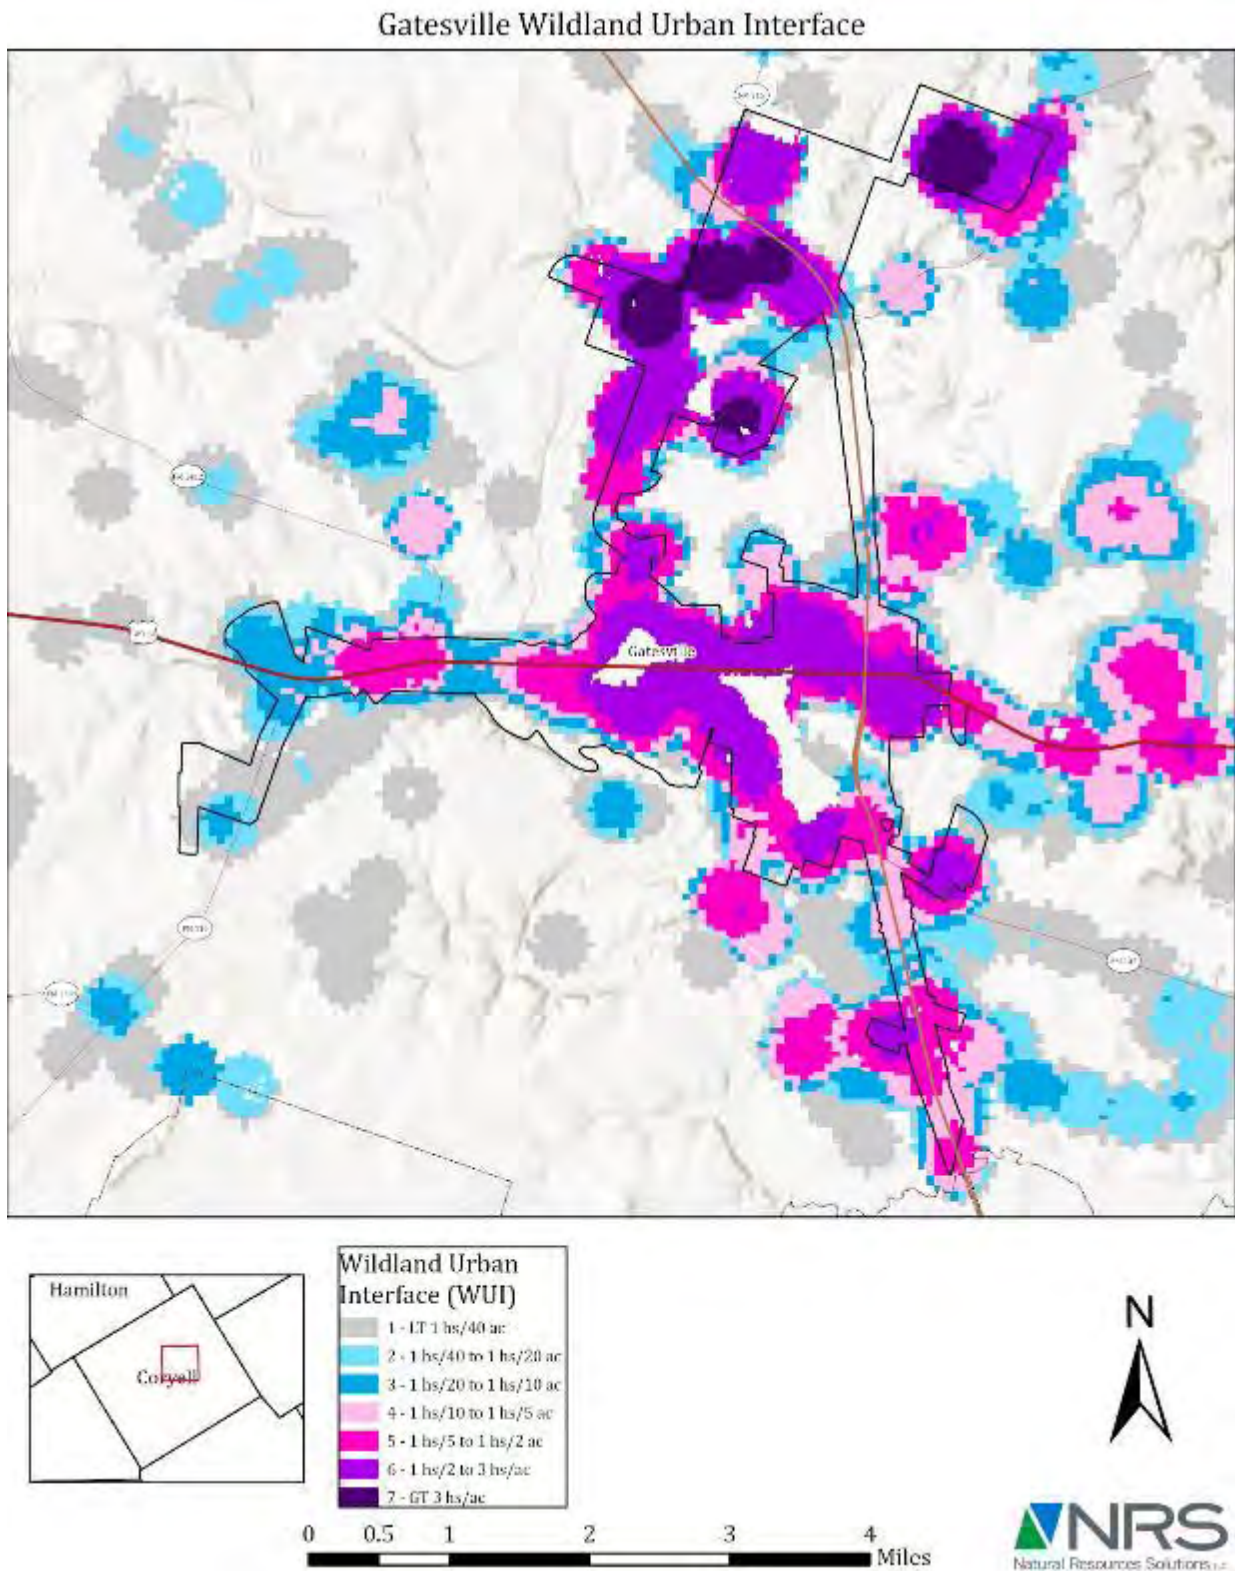 Gatesville Wildland Urban Interface
Gatesville
Hamilton
Coryell
Wildland Urban
Interface (WUI)
1 - LT 1 hs/40 ac
2 - 1 hs/40 to 1 hs/20 ac
3 - 1 hs/20 to 1 hs/10 ac
4 - 1 hs/10 to 1 hs/5 ac
5 - 1 hs/5 to 1 hs/2 ac
6 - 1 hs/2 to 3 hs/ac
7 - GT 3 hs/ac
N
0 0.5 1 2 3 4
Miles
NRS
Natural Resources Solutions